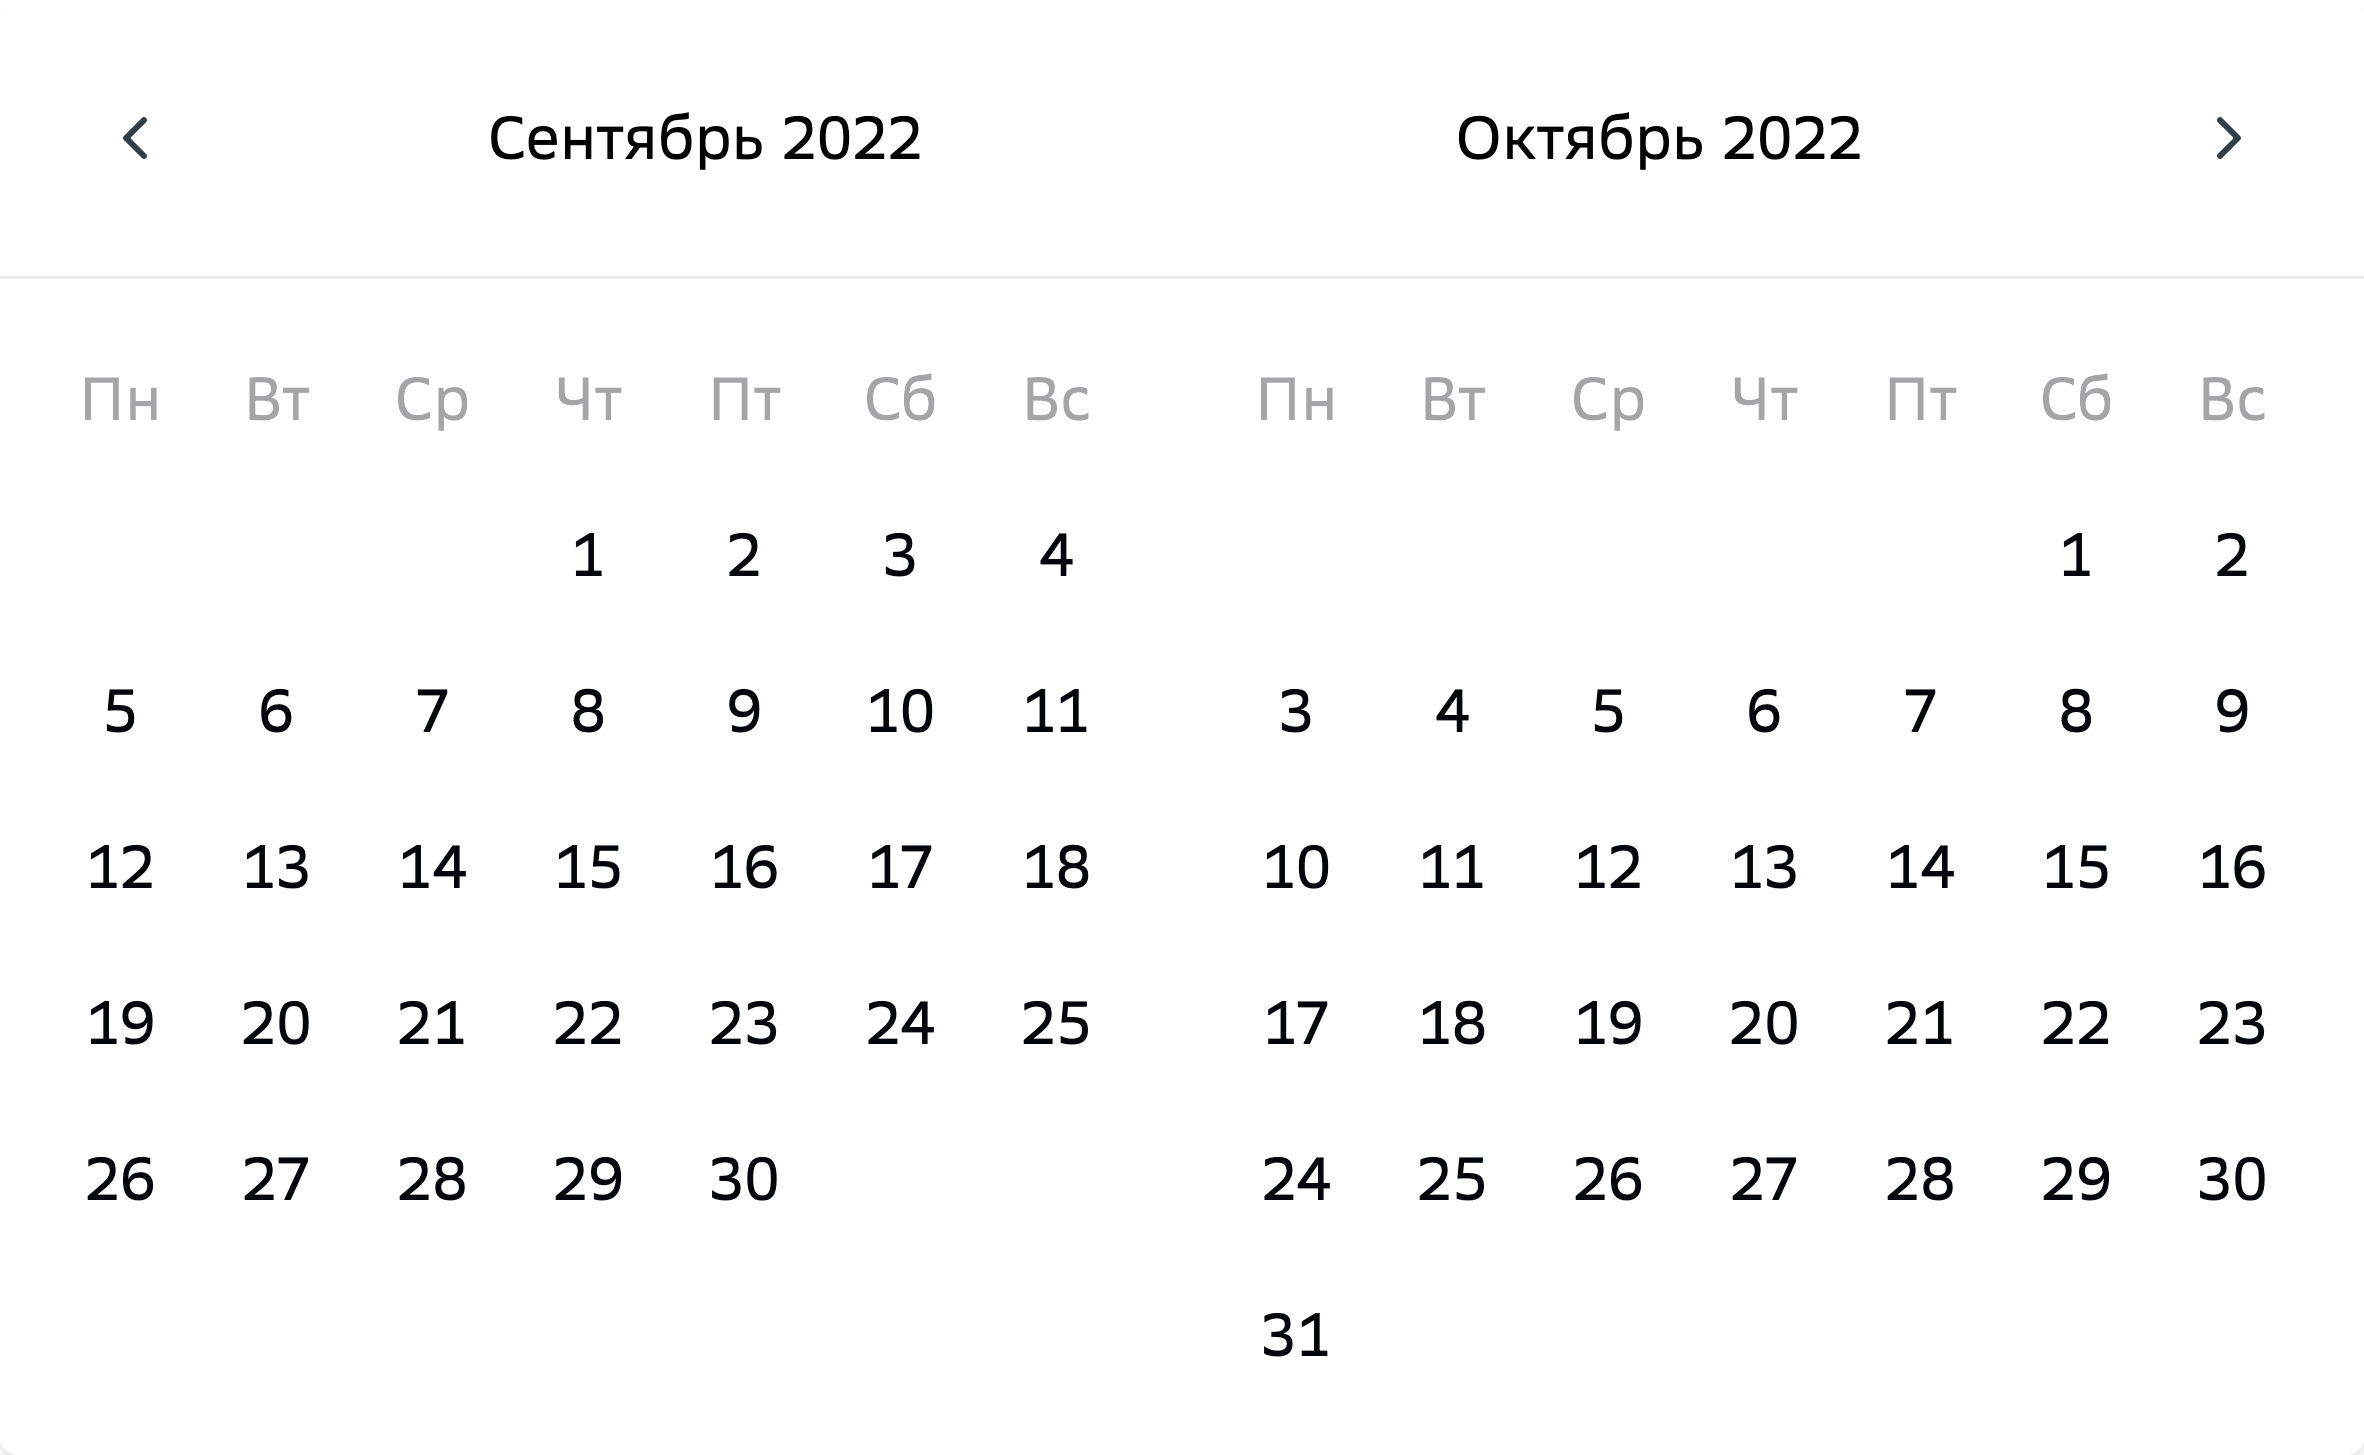 Сентябрь 2022
Пн Вт Ср Чт Пт Сб Вс
1 2 3 4
5 6 7 8 9 10 11
12 13 14 15 16 17 18
19 20 21 22 23 24 25
26 27 28 29 30
Октябрь 2022
Пн Вт Ср Чт Пт Сб Вс
1 2
3 4 5 6 7 8 9
10 11 12 13 14 15 16
17 18 19 20 21 22 23
24 25 26 27 28 29 30
31